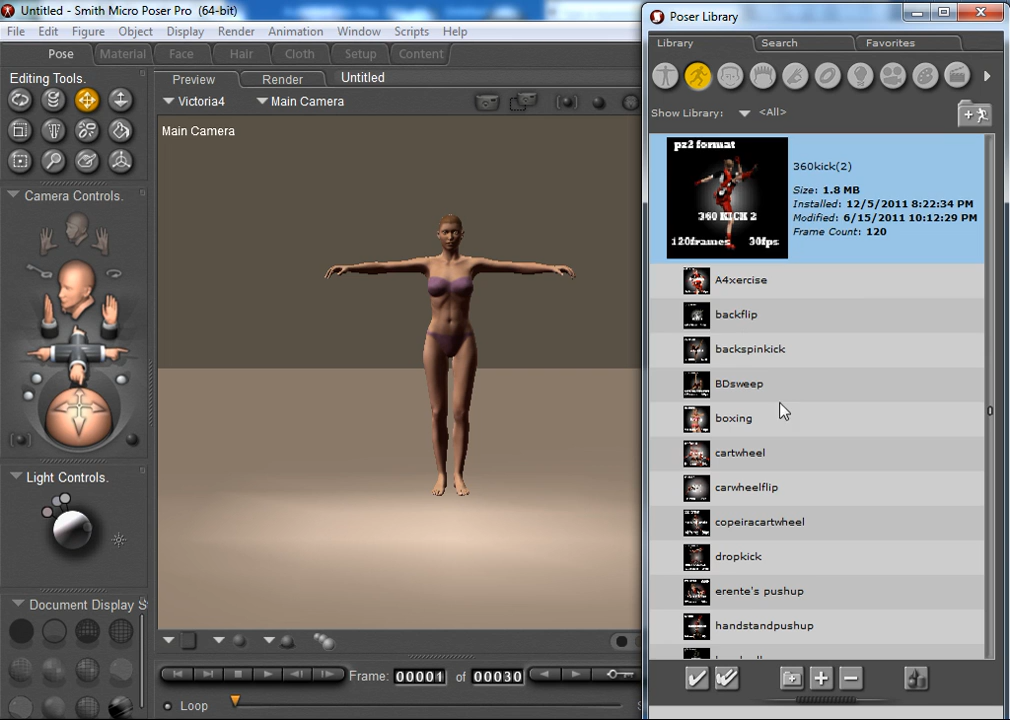 Untitled - Smith Micro Poser Pro (64-bit)
File Edit Figure Object Display Render Animation Window Scripts Help
Pose Material Face Hair Cloth Setup Content
Editing Tools.
Camera Controls.
Light Controls.
Document Display S
Preview Render Untitled
Victoria4 Main Camera
Main Camera
Frame: 00001 of 00030
Loop
Poser Library
Library Search Favorites
Show Library: <All>
pz2 format
360 KICK 2
120frames 30fps
360kick(2)
Size: 1.8 MB
Installed: 12/5/2011 8:22:34 PM
Modified: 6/15/2011 10:12:29 PM
Frame Count: 120
A4xercise
backflip
backspinkick
BDsweep
boxing
cartwheel
carwheelflip
copeiracartwheel
dropkick
erente's pushup
handstandpushup